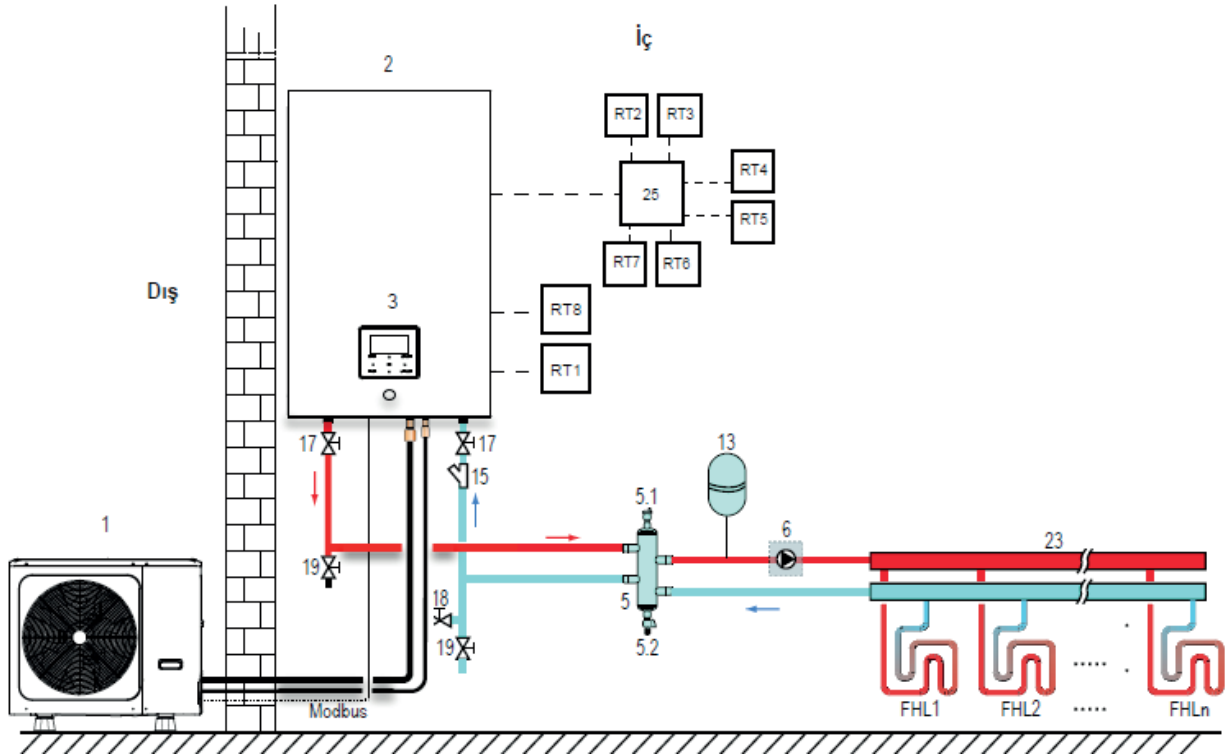 İç
2
RT2 RT3
RT4
25
RT5
RT7 RT6
Dış
3
RT8
RT1
17 17
13
15
5.1
1
6
23
19
18
5
19
5.2
Modbus
FHL1 FHL2 ..... FHLn